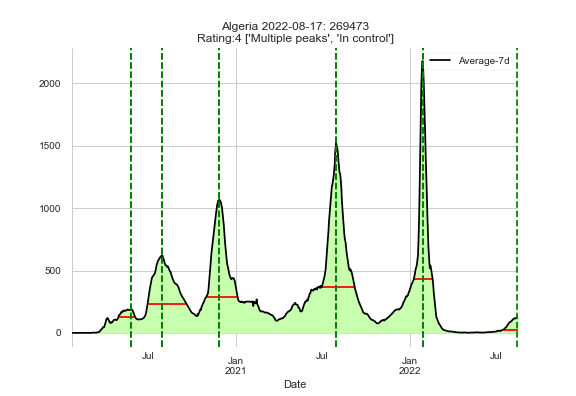 Algeria 2022-08-17: 269473
Rating:4 ['Multiple peaks', 'In control']
Average-7d
2000
1500
1000
500
0
Jul
Jan
2021
Jul
Jan
2022
Jul
Date